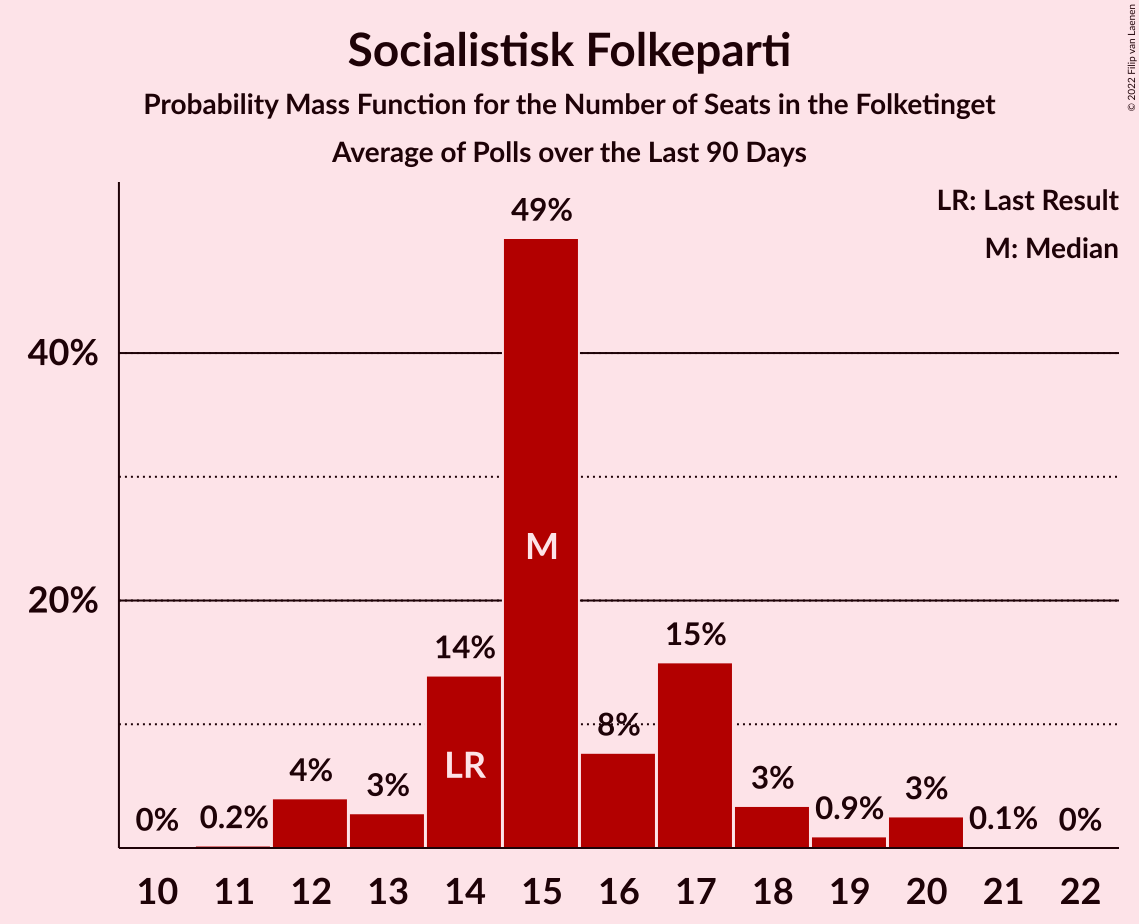 Socialistisk Folkeparti
Probability Mass Function for the Number of Seats in the Folketinget
Average of Polls over the Last 90 Days
© 2022 Filip van Laenen
LR: Last Result
M: Median
40%
20%
0%
0.2%
4%
3%
14%
49%
8%
15%
3%
0.9%
3%
0.1%
0%
LR
M
10 11 12 13 14 15 16 17 18 19 20 21 22